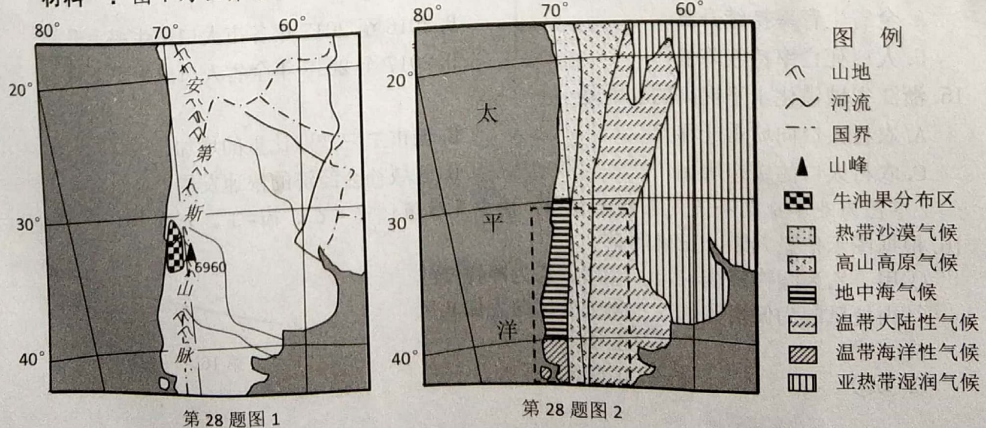 80° 70° 60°
20°
30°
40°
安
第
斯
山
脉
6960
第28题图1
80° 70° 60°
20°
30°
40°
太
平
洋
第28题图2
图 例
山地
河流
国界
山峰
牛油果分布区
热带沙漠气候
高山高原气候
地中海气候
温带大陆性气候
温带海洋性气候
亚热带湿润气候